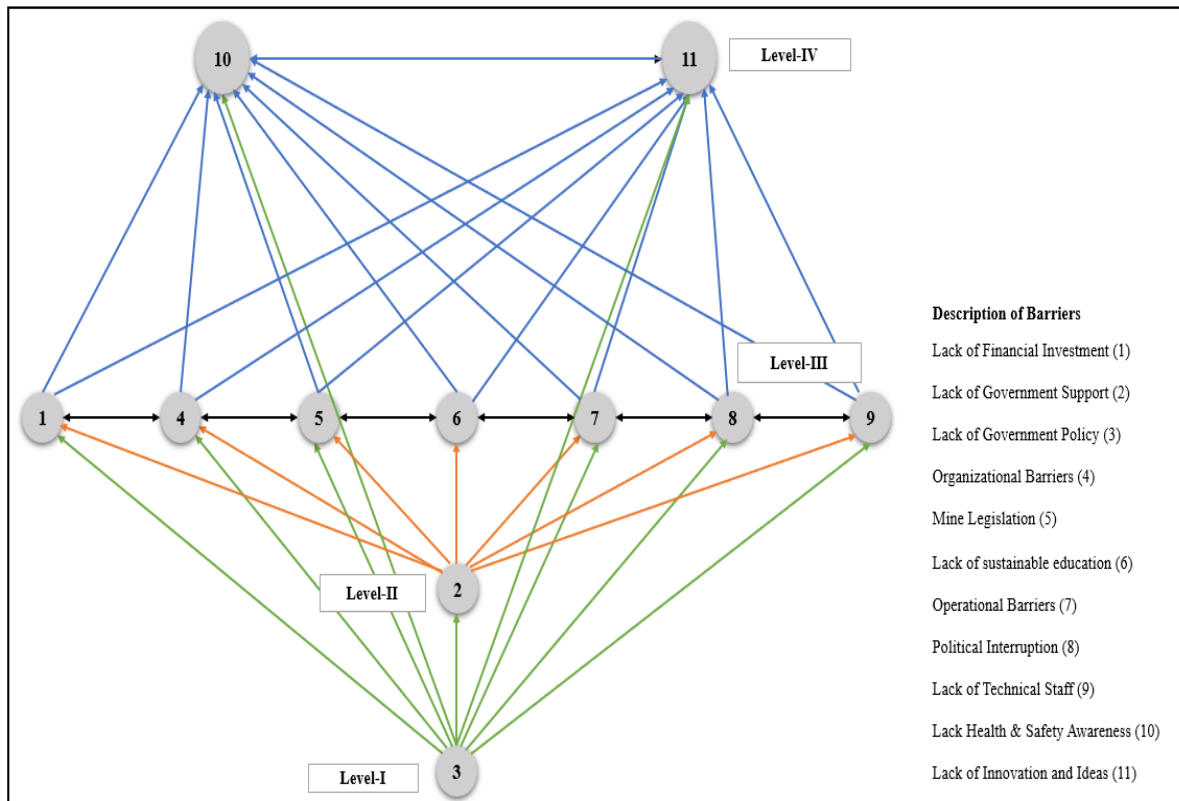 10
11
Level-IV
Description of Barriers
Lack of Financial Investment (1)
Level-III
Lack of Government Support (2)
1
4
5
6
7
8
9
Lack of Government Policy (3)
Organizational Barriers (4)
Mine Legislation (5)
Lack of sustainable education (6)
Level-II
2
Operational Barriers (7)
Political Interruption (8)
Lack of Technical Staff (9)
Lack Health & Safety Awareness (10)
Level-I
3
Lack of Innovation and Ideas (11)